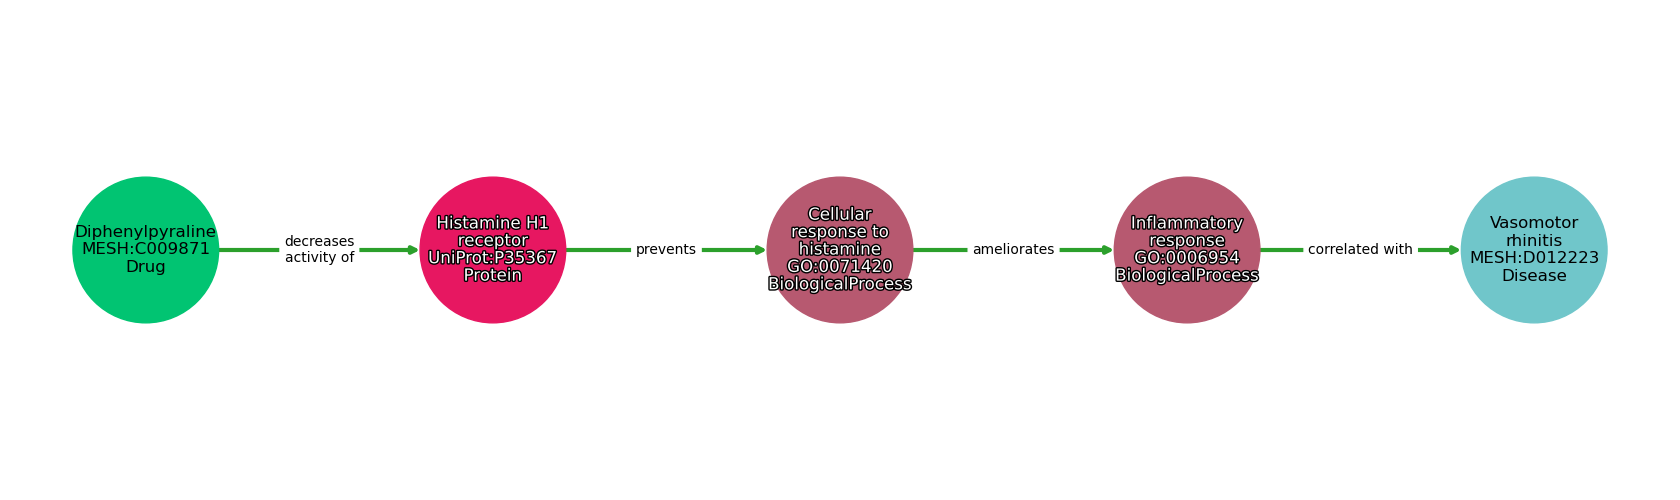 Diphenylpyraline
MESH:C009871
Drug
decreases
activity of
Histamine H1
receptor
UniProt:P35367
Protein
prevents
Cellular
response to
histamine
GO:0071420
BiologicalProcess
ameliorates
Inflammatory
response
GO:0006954
BiologicalProcess
correlated with
Vasomotor
rhinitis
MESH:D012223
Disease